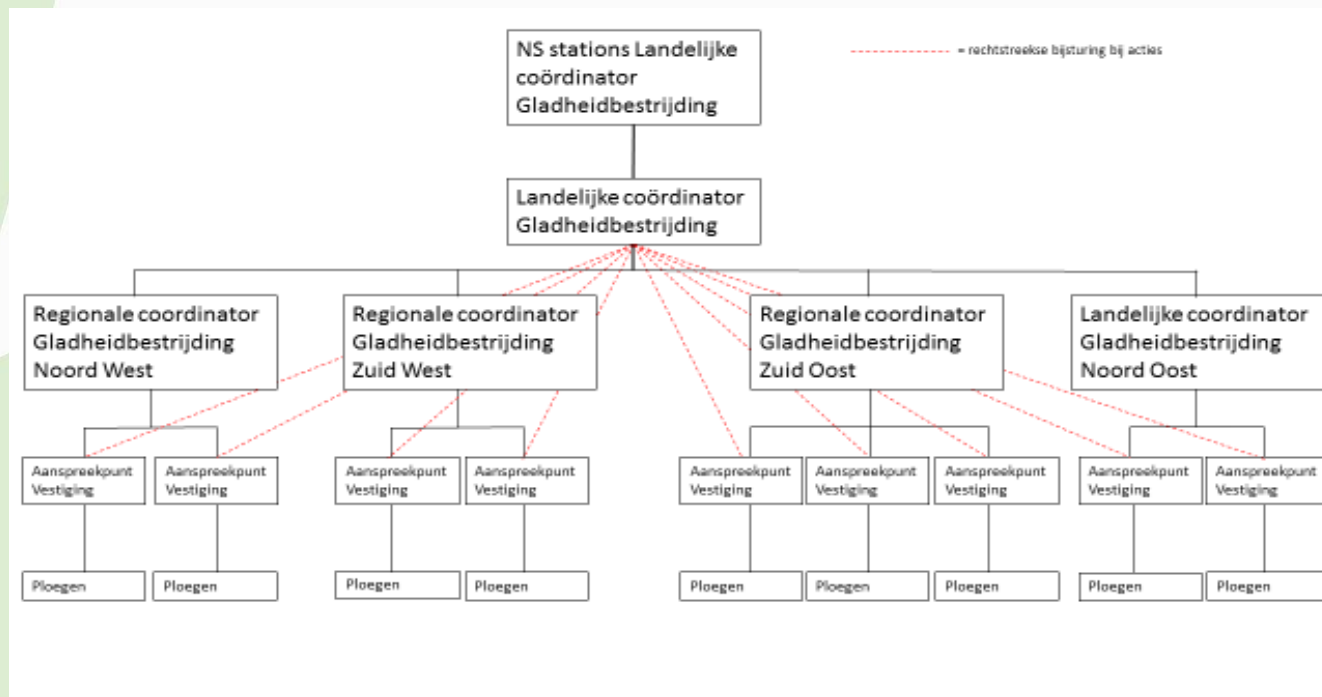 NS stations Landelijke
coördinator
Gladheidbestrijding
= rechtstreekse bijsturing bij acties
Landelijke coördinator
Gladheidbestrijding
Regionale coordinator
Gladheidbestrijding
Noord West
Regionale coordinator
Gladheidbestrijding
Zuid West
Regionale coordinator
Gladheidbestrijding
Zuid Oost
Landelijke coordinator
Gladheidbestrijding
Noord Oost
Aanspreekpunt
Vestiging
Aanspreekpunt
Vestiging
Aanspreekpunt
Vestiging
Aanspreekpunt
Vestiging
Aanspreekpunt
Vestiging
Aanspreekpunt
Vestiging
Aanspreekpunt
Vestiging
Aanspreekpunt
Vestiging
Aanspreekpunt
Vestiging
Ploegen
Ploegen
Ploegen
Ploegen
Ploegen
Ploegen
Ploegen
Ploegen
Ploegen